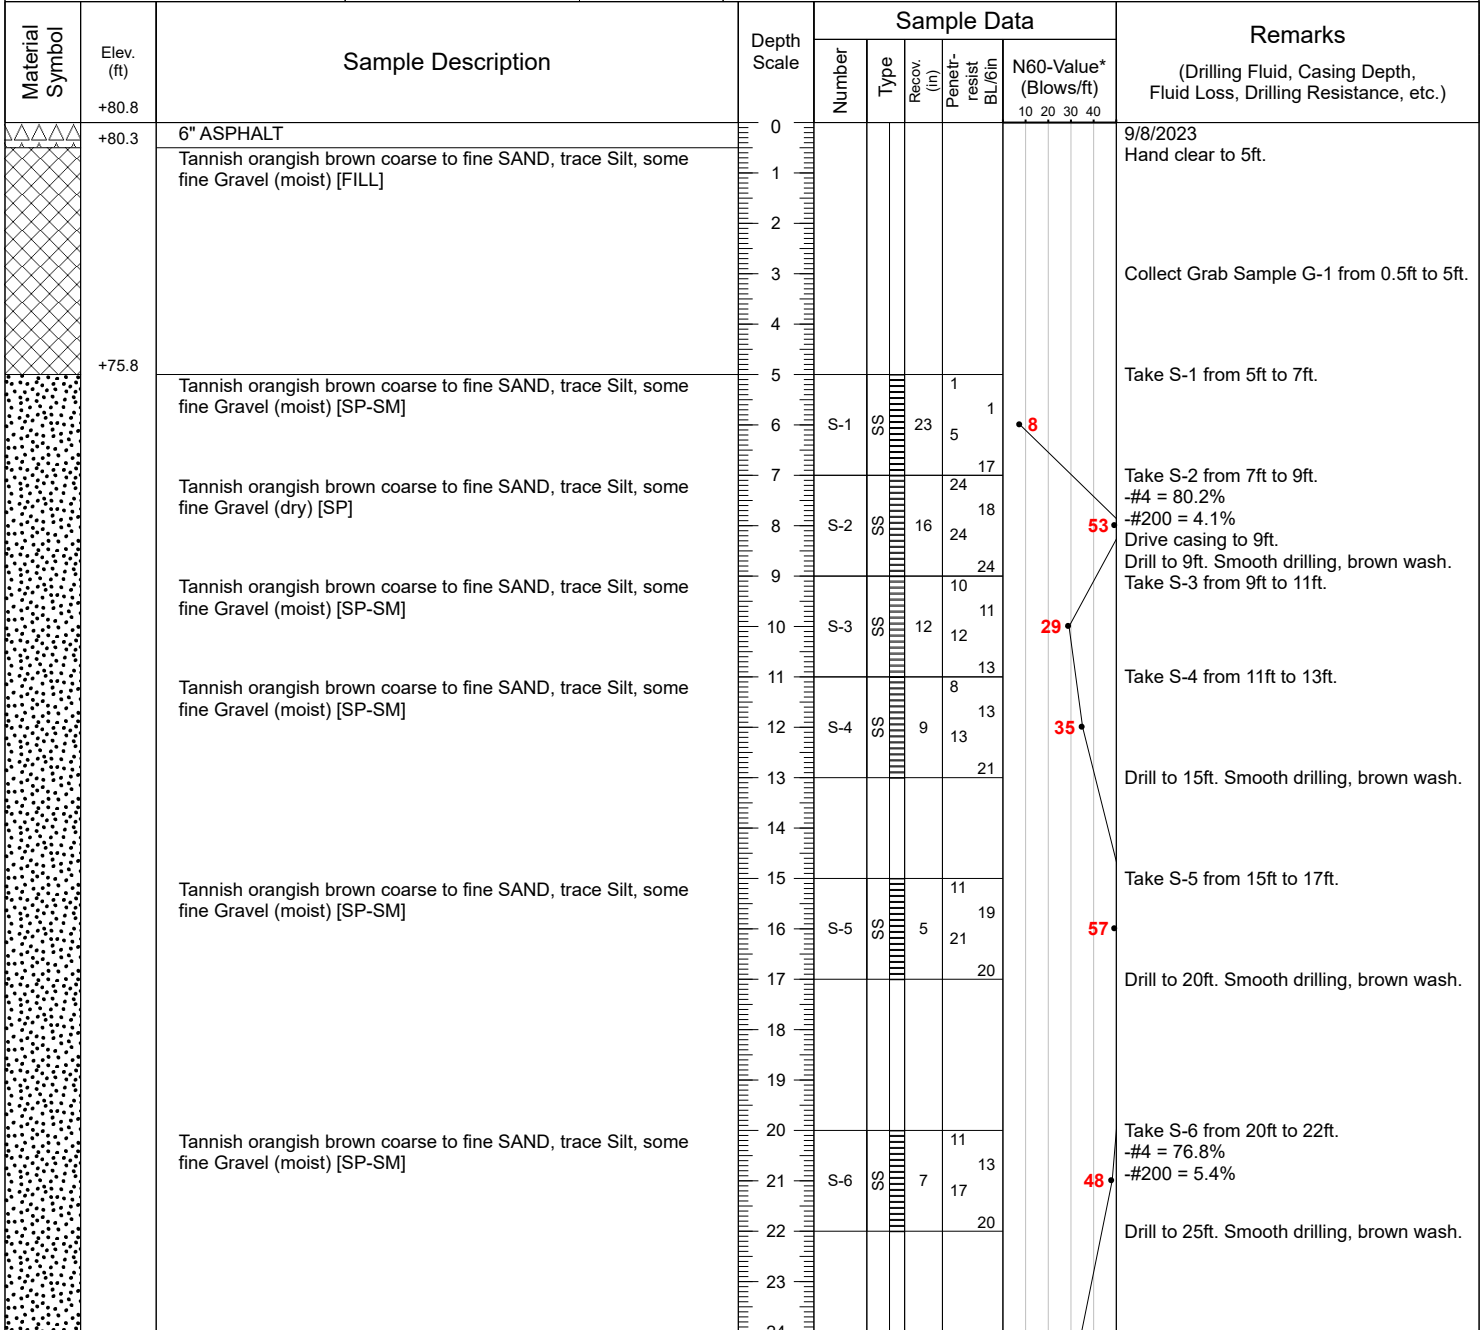 Material
Symbol
Elev.
(ft)
+80.8
Sample Description
Depth
Scale
Sample Data
Number
Type
Recov.
(in)
Penetr-
resist
BL/6in
N60-Value*
(Blows/ft)
10 20 30 40
Remarks
(Drilling Fluid, Casing Depth,
Fluid Loss, Drilling Resistance, etc.)
+80.3
6" ASPHALT
0
9/8/2023
Tannish orangish brown coarse to fine SAND, trace Silt, some
fine Gravel (moist) [FILL]
Hand clear to 5ft.
1
2
3
Collect Grab Sample G-1 from 0.5ft to 5ft.
4
+75.8
5
Take S-1 from 5ft to 7ft.
Tannish orangish brown coarse to fine SAND, trace Silt, some
fine Gravel (moist) [SP-SM]
6
S-1
SS
23
1
1
5
17
8
7
Take S-2 from 7ft to 9ft.
-#4 = 80.2%
-#200 = 4.1%
Drive casing to 9ft.
Drill to 9ft. Smooth drilling, brown wash.
Tannish orangish brown coarse to fine SAND, trace Silt, some
fine Gravel (dry) [SP]
8
S-2
SS
16
24
18
24
24
53
9
Take S-3 from 9ft to 11ft.
Tannish orangish brown coarse to fine SAND, trace Silt, some
fine Gravel (moist) [SP-SM]
10
S-3
SS
12
10
11
12
13
29
11
Take S-4 from 11ft to 13ft.
Tannish orangish brown coarse to fine SAND, trace Silt, some
fine Gravel (moist) [SP-SM]
12
S-4
SS
9
8
13
13
21
35
13
Drill to 15ft. Smooth drilling, brown wash.
14
15
Take S-5 from 15ft to 17ft.
Tannish orangish brown coarse to fine SAND, trace Silt, some
fine Gravel (moist) [SP-SM]
16
S-5
SS
5
11
19
21
20
57
17
Drill to 20ft. Smooth drilling, brown wash.
18
19
20
Take S-6 from 20ft to 22ft.
-#4 = 76.8%
-#200 = 5.4%
Tannish orangish brown coarse to fine SAND, trace Silt, some
fine Gravel (moist) [SP-SM]
21
S-6
SS
7
11
13
17
20
48
22
Drill to 25ft. Smooth drilling, brown wash.
23
24